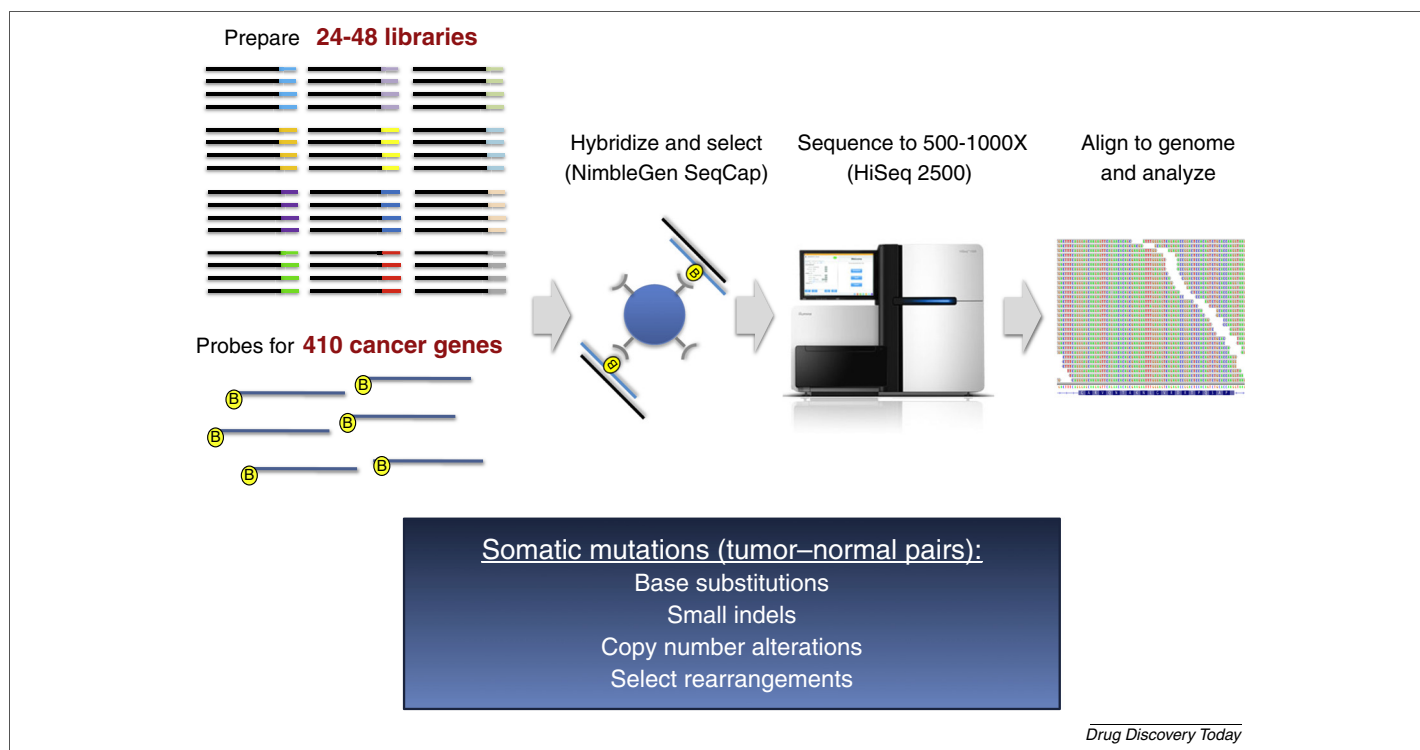 Prepare 24-48 libraries
Probes for 410 cancer genes
B
B
B
B
B
B
Hybridize and select
(NimbleGen SeqCap)
B
B
Sequence to 500-1000X
(HiSeq 2500)
Align to genome
and analyze
Somatic mutations (tumor–normal pairs):
Base substitutions
Small indels
Copy number alterations
Select rearrangements
Drug Discovery Today